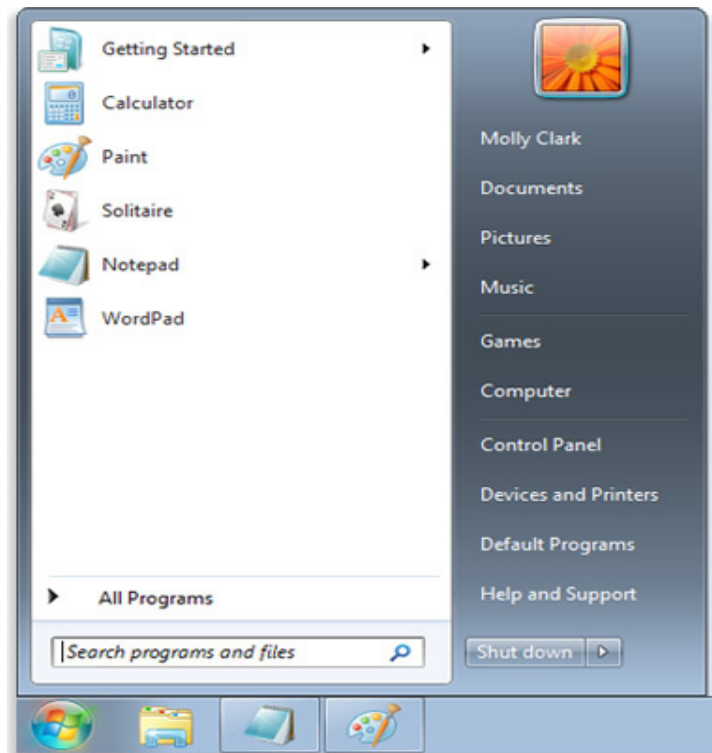 Getting Started
Calculator
Paint
Solitaire
Notepad
WordPad
All Programs
Search programs and files
Molly Clark
Documents
Pictures
Music
Games
Computer
Control Panel
Devices and Printers
Default Programs
Help and Support
Shut down